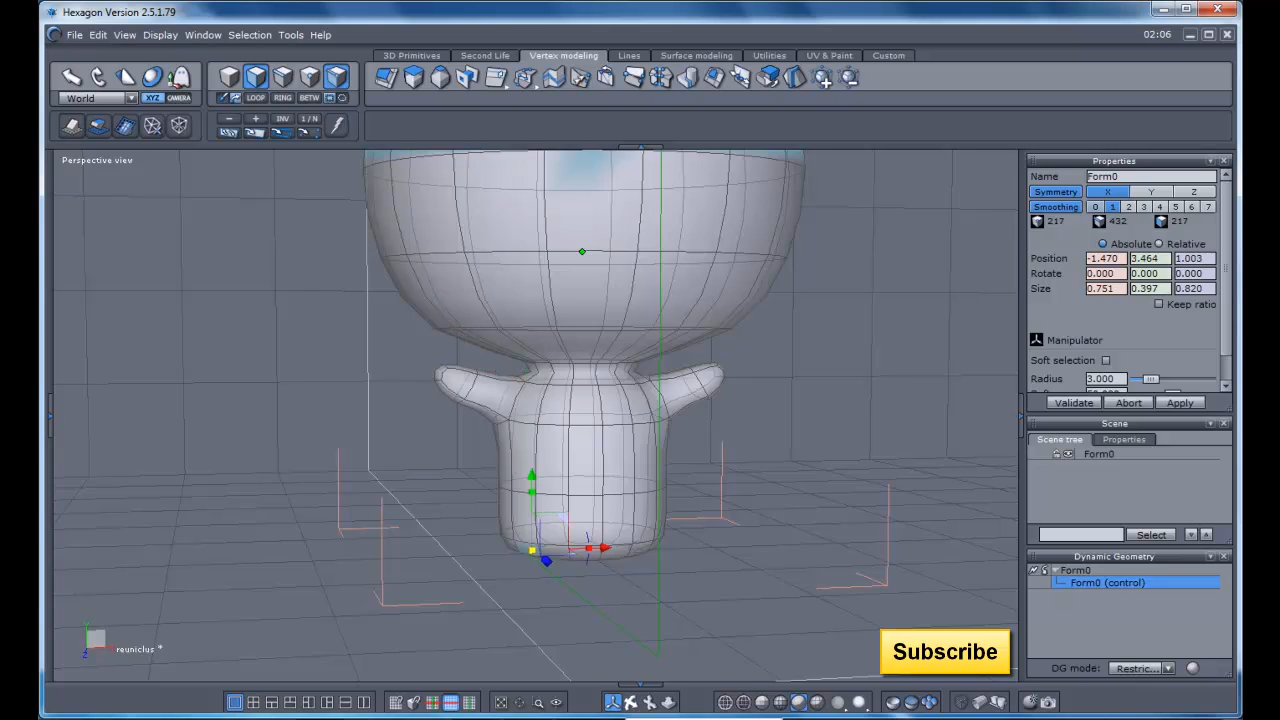 Hexagon Version 2.5.1.79
File Edit View Display Window Selection Tools Help 02:06
3D Primitives Second Life Vertex modeling Lines Surface modeling Utilities UV & Paint Custom
World XYZ CAMERA LOOP RING BETW
INV 1 / N
Perspective view
Properties
Name Form0
Symmetry X Y Z
Smoothing 0 1 2 3 4 5 6 7
217 432 217
Absolute Relative
Position -1.470 3.464 1.003
Rotate 0.000 0.000 0.000
Size 0.751 0.397 0.820
Keep ratio
Manipulator
Soft selection
Radius 3.000
Validate Abort Apply
Scene
Scene tree Properties
Form0
Select
Dynamic Geometry
Form0
Form0 (control)
DG mode: Restric...
Y
Z
reuniclus *
Subscribe